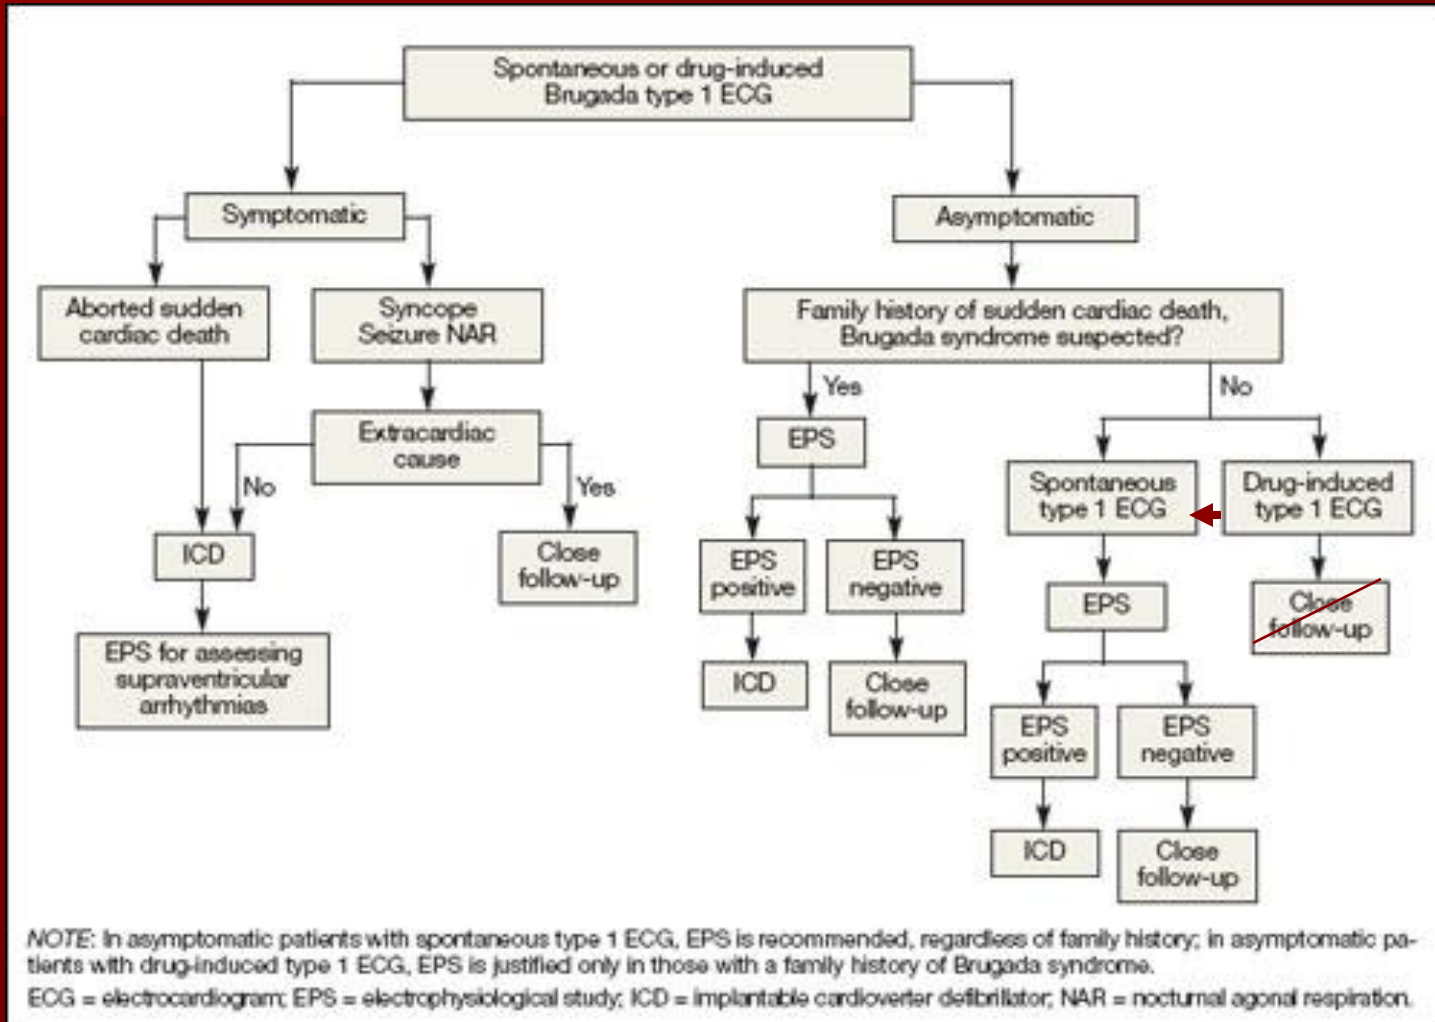 Spontaneous or drug-induced
Brugada type 1 ECG
Symptomatic
Asymptomatic
Aborted sudden
cardiac death
Syncope
Seizure NAR
Family history of sudden cardiac death,
Brugada syndrome suspected?
Yes
No
Extracardiac
cause
EPS
No
Yes
Spontaneous
type 1 ECG
Drug-induced
type 1 ECG
ICD
Close
follow-up
EPS
positive
EPS
negative
EPS
Close
follow-up
EPS for assessing
supraventricular
arrhythmias
ICD
Close
follow-up
EPS
positive
EPS
negative
ICD
Close
follow-up
NOTE: In asymptomatic patients with spontaneous type 1 ECG, EPS is recommended, regardless of family history; in asymptomatic pa-
tients with drug-induced type 1 ECG, EPS is justified only in those with a family history of Brugada syndrome.
ECG = electrocardiogram; EPS = electrophysiological study; ICD = implantable cardioverter defibrillator; NAR = nocturnal agonal respiration.